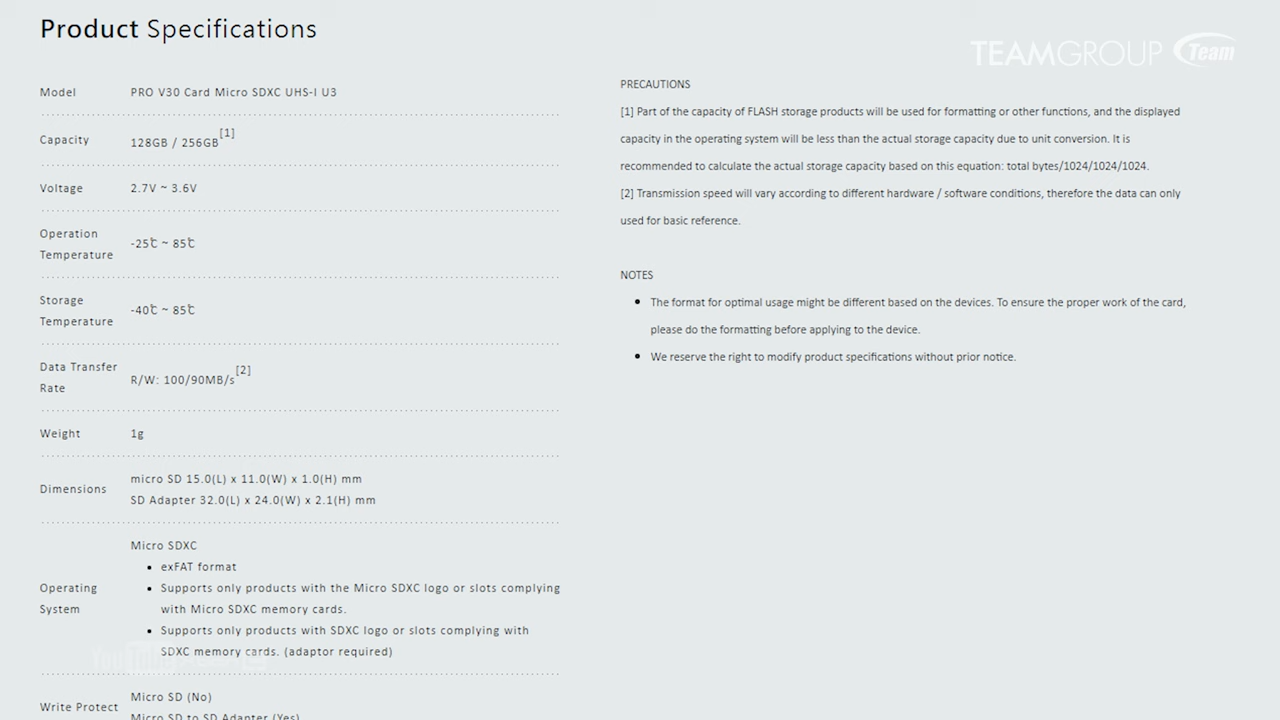 Product Specifications
TEAMGROUP Team
Model PRO V30 Card Micro SDXC UHS-I U3
Capacity 128GB / 256GB[1]
Voltage 2.7V ~ 3.6V
Operation
Temperature
-25℃ ~ 85℃
Storage
Temperature
-40℃ ~ 85℃
Data Transfer
Rate
R/W: 100/90MB/s[2]
Weight 1g
Dimensions
micro SD 15.0(L) x 11.0(W) x 1.0(H) mm
SD Adapter 32.0(L) x 24.0(W) x 2.1(H) mm
Operating
System
Micro SDXC
• exFAT format
• Supports only products with the Micro SDXC logo or slots complying
with Micro SDXC memory cards.
• Supports only products with SDXC logo or slots complying with
SDXC memory cards. (adaptor required)
Write Protect
Micro SD (No)
Micro SD to SD Adapter (Yes)
PRECAUTIONS
[1] Part of the capacity of FLASH storage products will be used for formatting or other functions, and the displayed
capacity in the operating system will be less than the actual storage capacity due to unit conversion. It is
recommended to calculate the actual storage capacity based on this equation: total bytes/1024/1024/1024.
[2] Transmission speed will vary according to different hardware / software conditions, therefore the data can only
used for basic reference.
NOTES
• The format for optimal usage might be different based on the devices. To ensure the proper work of the card,
please do the formatting before applying to the device.
• We reserve the right to modify product specifications without prior notice.
YouTube